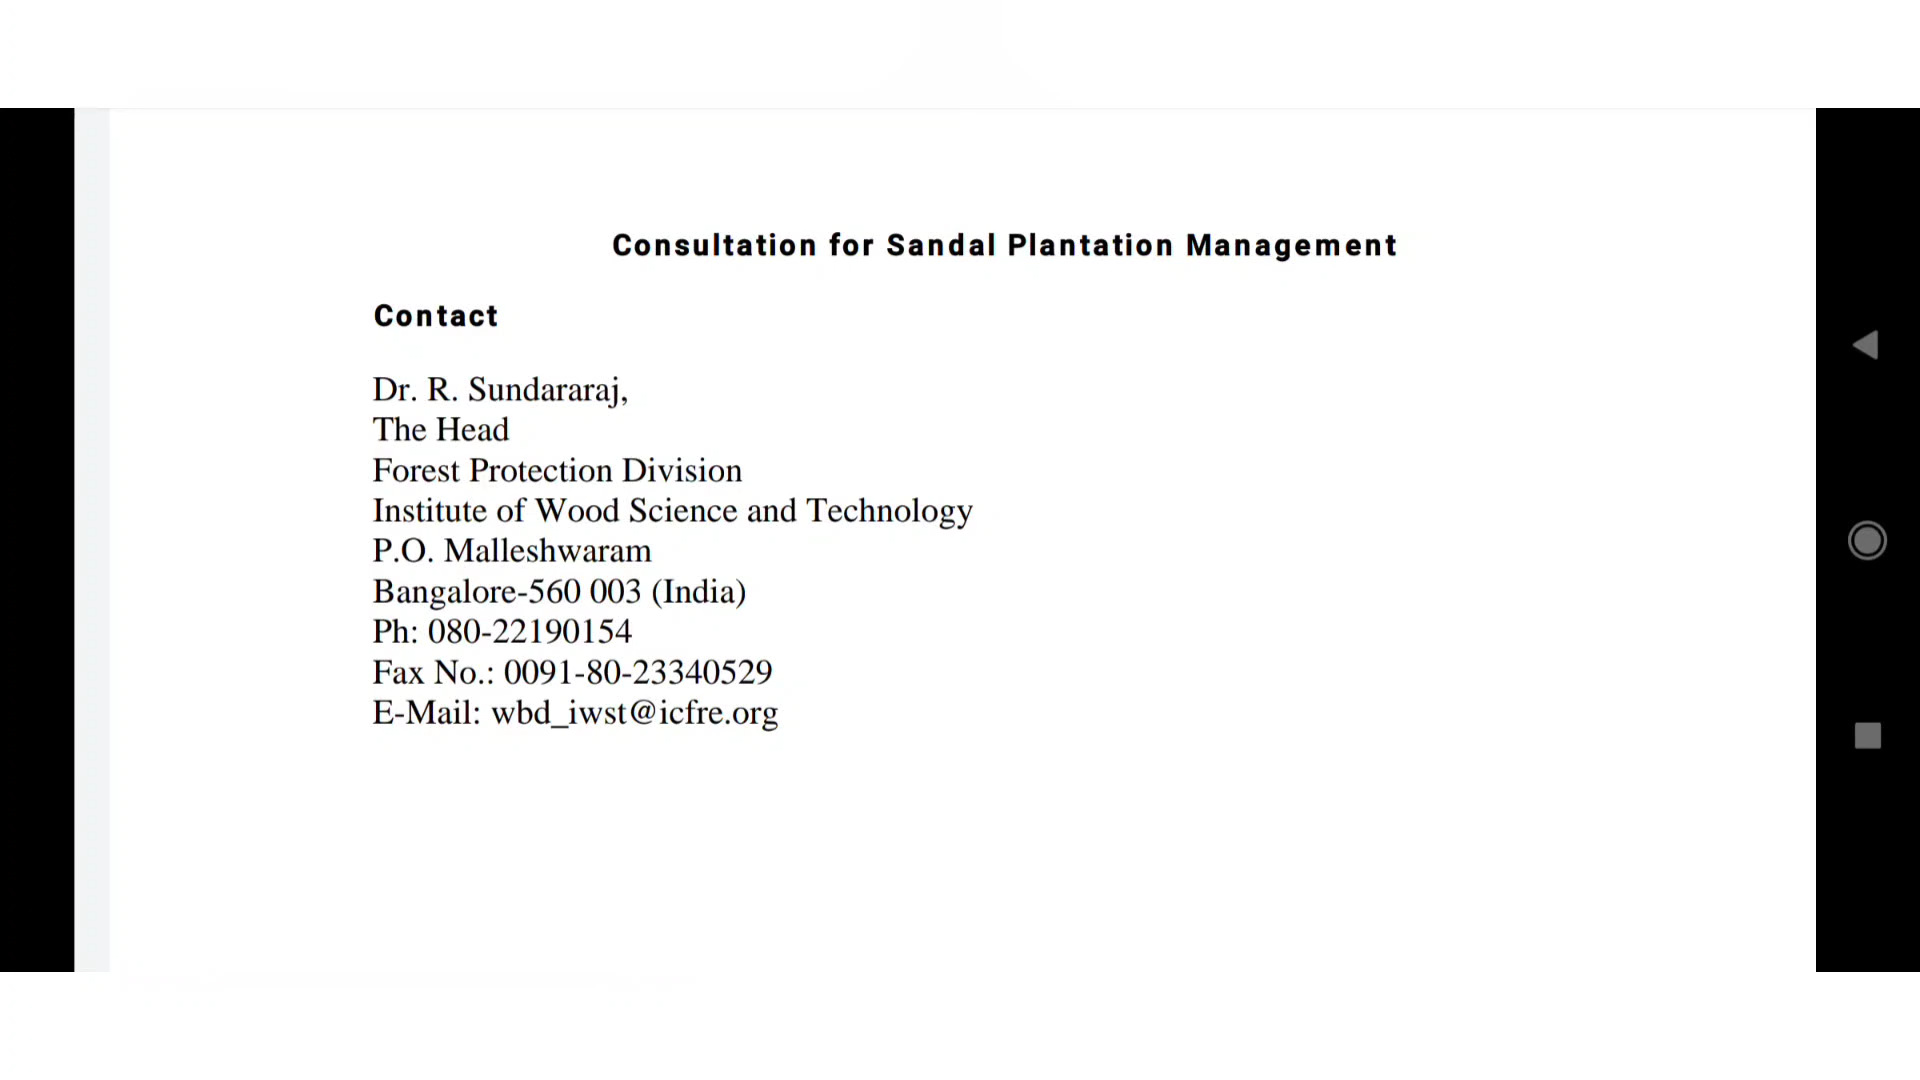 Consultation for Sandal Plantation Management
Contact
Dr. R. Sundararaj,
The Head
Forest Protection Division
Institute of Wood Science and Technology
P.O. Malleshwaram
Bangalore-560 003 (India)
Ph: 080-22190154
Fax No.: 0091-80-23340529
E-Mail: wbd_iwst@icfre.org